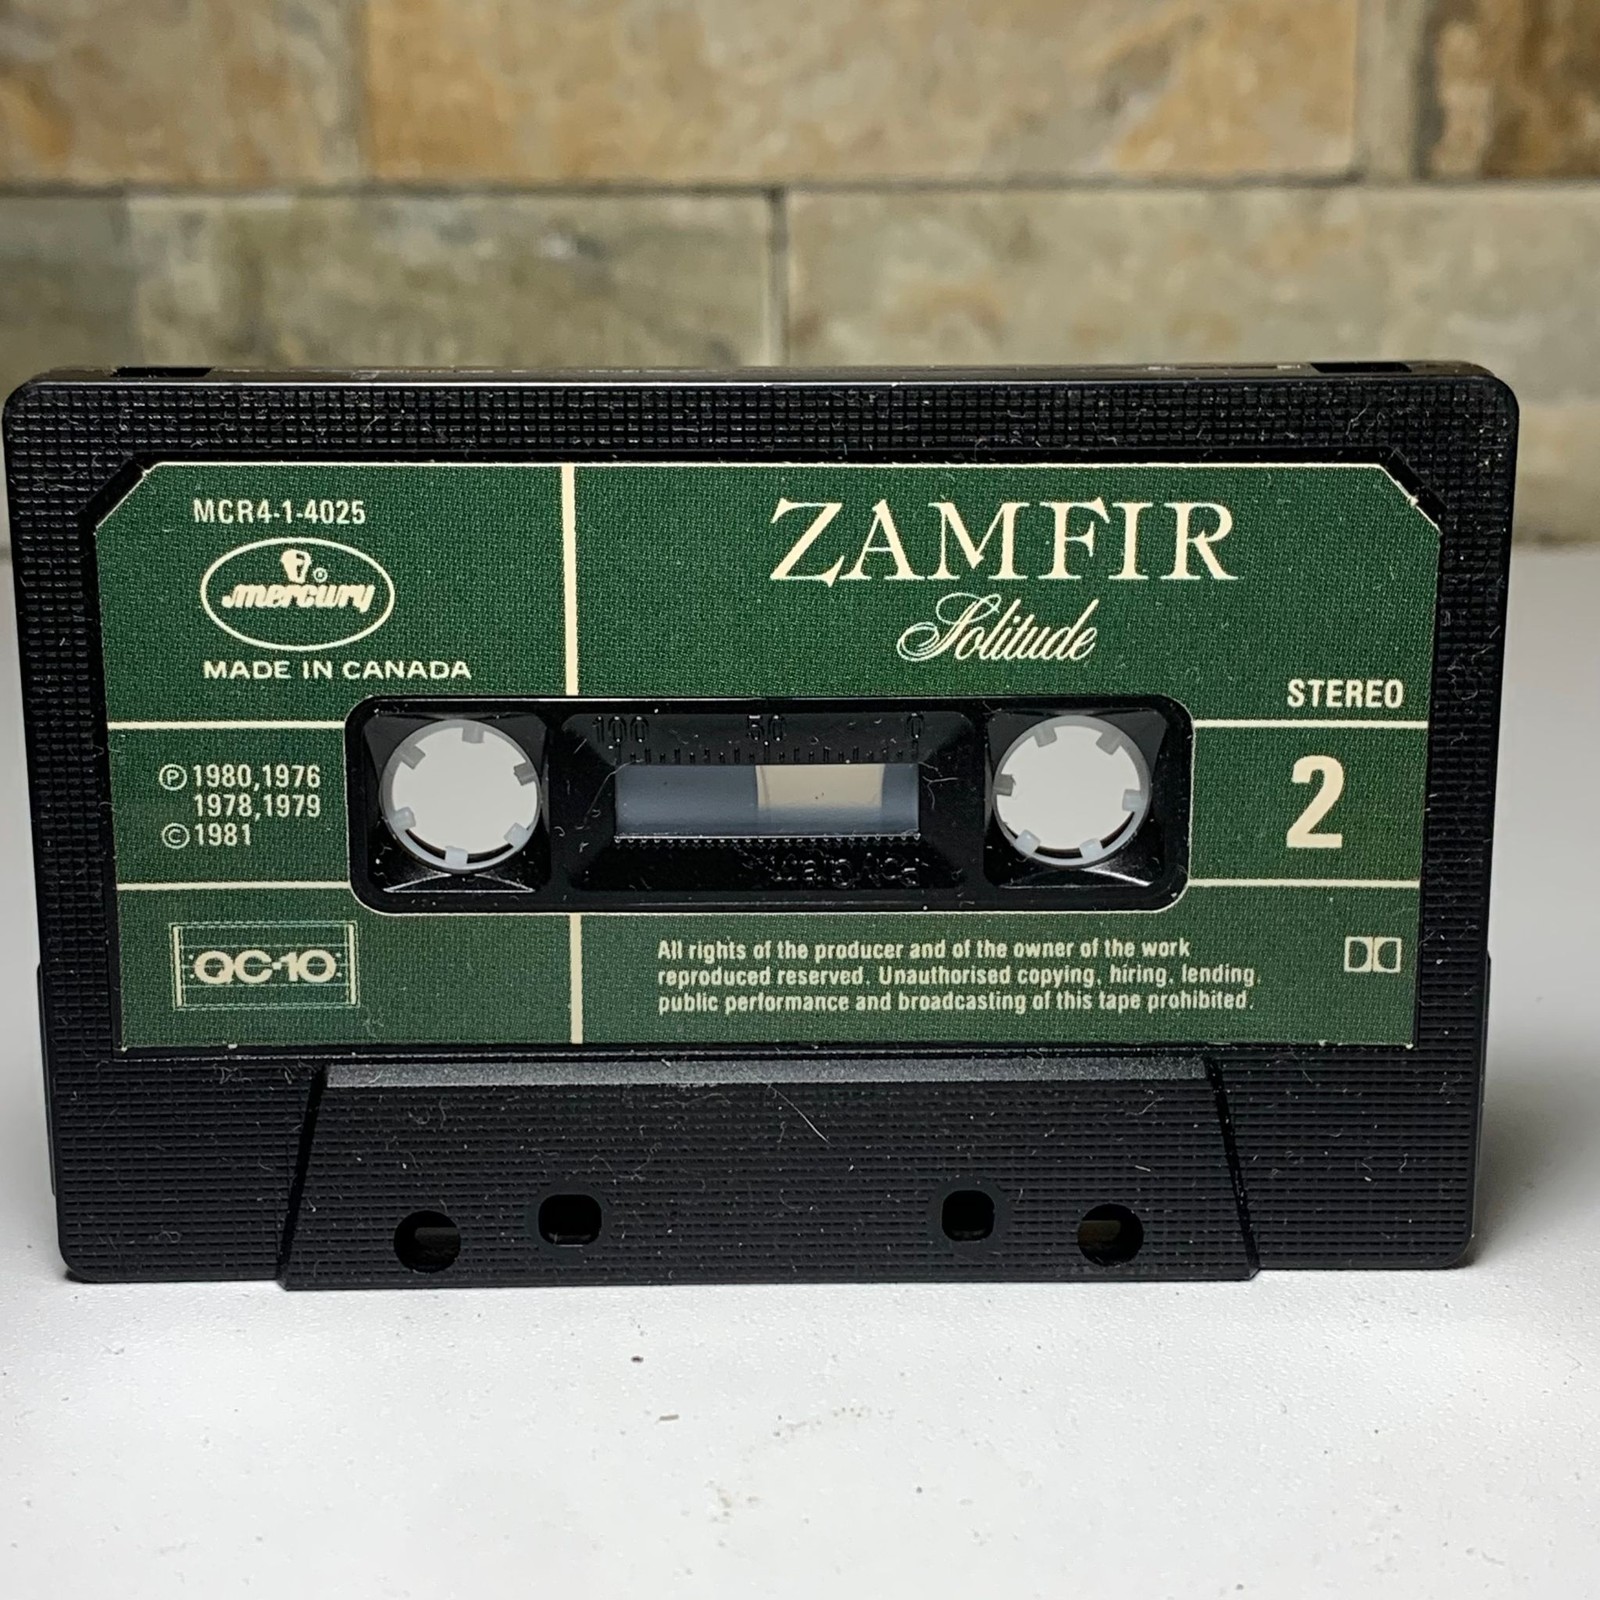 MCR4-1-4025
mercury ®
MADE IN CANADA
ZAMFIR
Solitude
STEREO
℗ 1980,1976
1978,1979
© 1981
100 50 0
2
QC-10
All rights of the producer and of the owner of the work
reproduced reserved. Unauthorised copying, hiring, lending,
public performance and broadcasting of this tape prohibited.